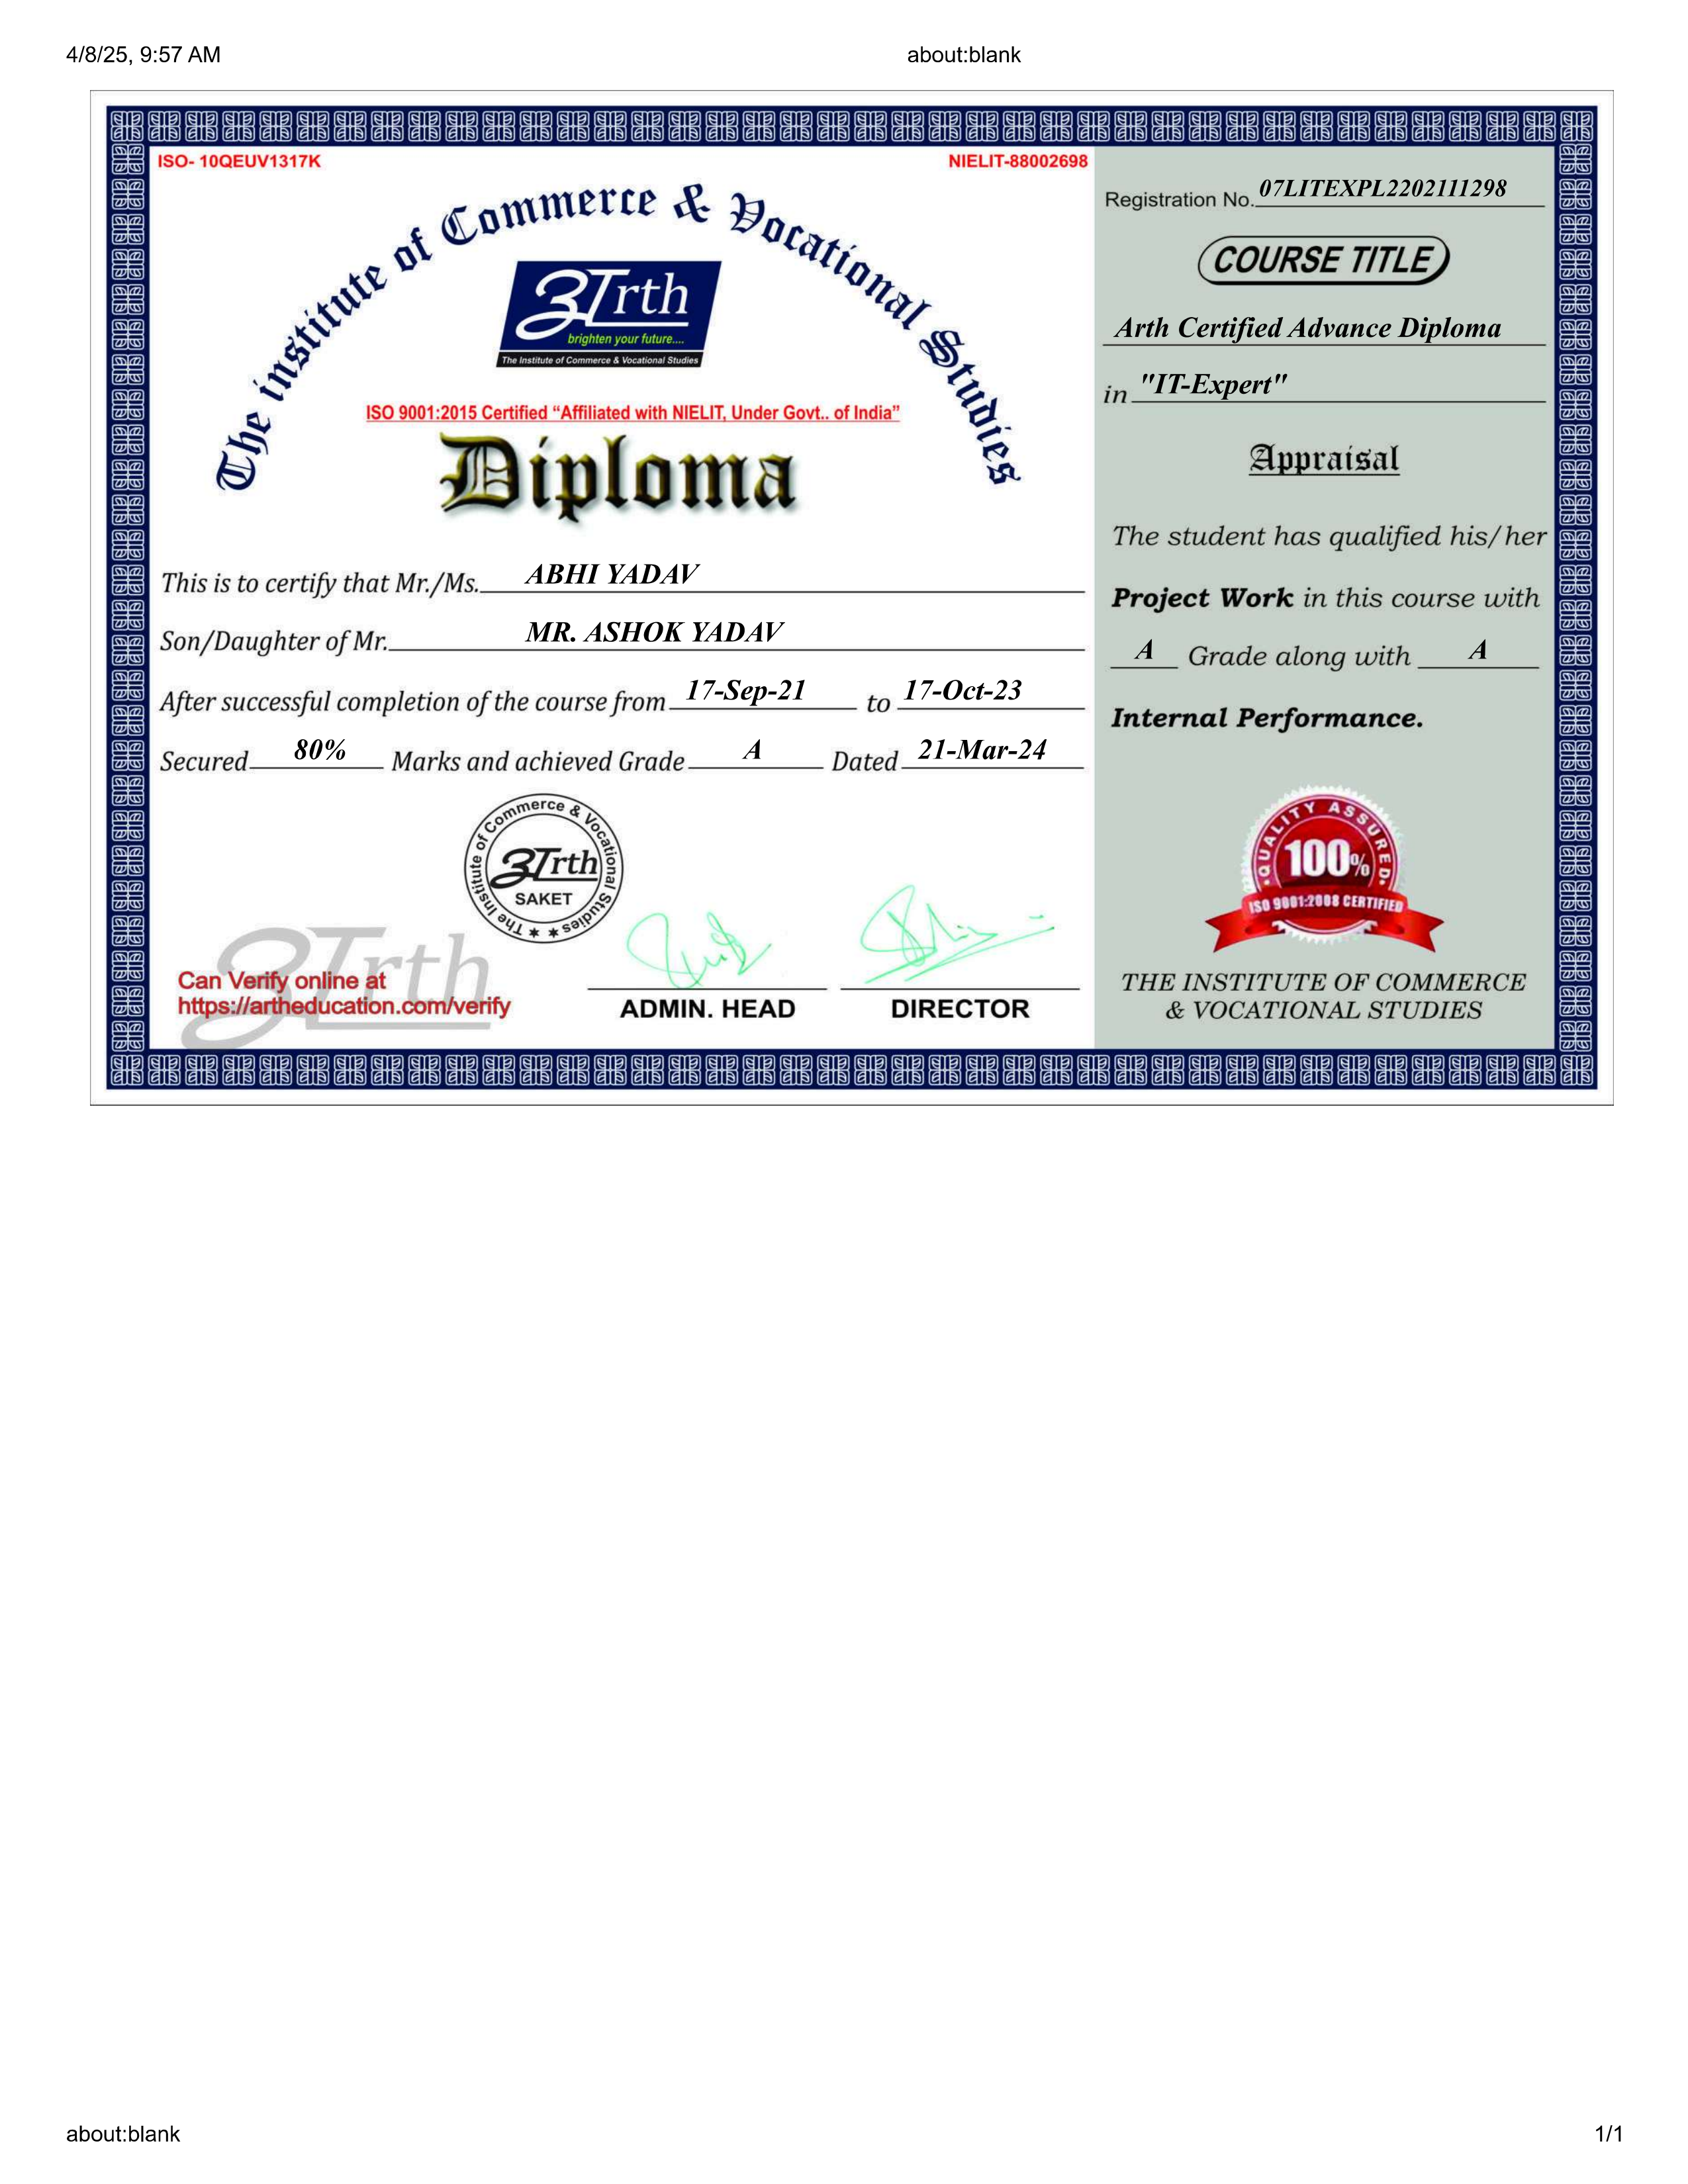 4/8/25, 9:57 AM
about:blank
ISO- 10QEUV1317K
NIELIT-88002698
The institute of Commerce & Vocational Studies
Arth
brighten your future....
The Institute of Commerce & Vocational Studies
ISO 9001:2015 Certified “Affiliated with NIELIT, Under Govt.. of India”
Diploma
This is to certify that Mr./Ms. ABHI YADAV
Son/Daughter of Mr. MR. ASHOK YADAV
After successful completion of the course from 17-Sep-21 to 17-Oct-23
Secured 80% Marks and achieved Grade A Dated 21-Mar-24
The Institute of Commerce & Vocational Studies
Arth
SAKET
Arth
Can Verify online at
https://artheducation.com/verify
ADMIN. HEAD
DIRECTOR
Registration No. 07LITEXPL2202111298
COURSE TITLE
Arth Certified Advance Diploma
in "IT-Expert"
Appraisal
The student has qualified his/her
Project Work in this course with
A Grade along with A
Internal Performance.
QUALITY ASSURED
100%
ISO 9001:2008 CERTIFIED
THE INSTITUTE OF COMMERCE
& VOCATIONAL STUDIES
about:blank
1/1